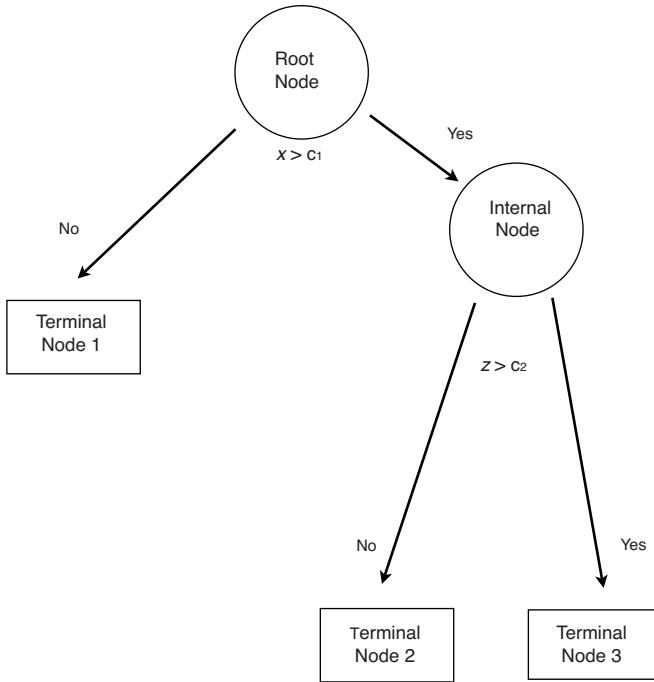 Root
Node
Yes
x > c1
Internal
Node
No
Terminal
Node 1
z > c2
No
Yes
Terminal
Node 2
Terminal
Node 3